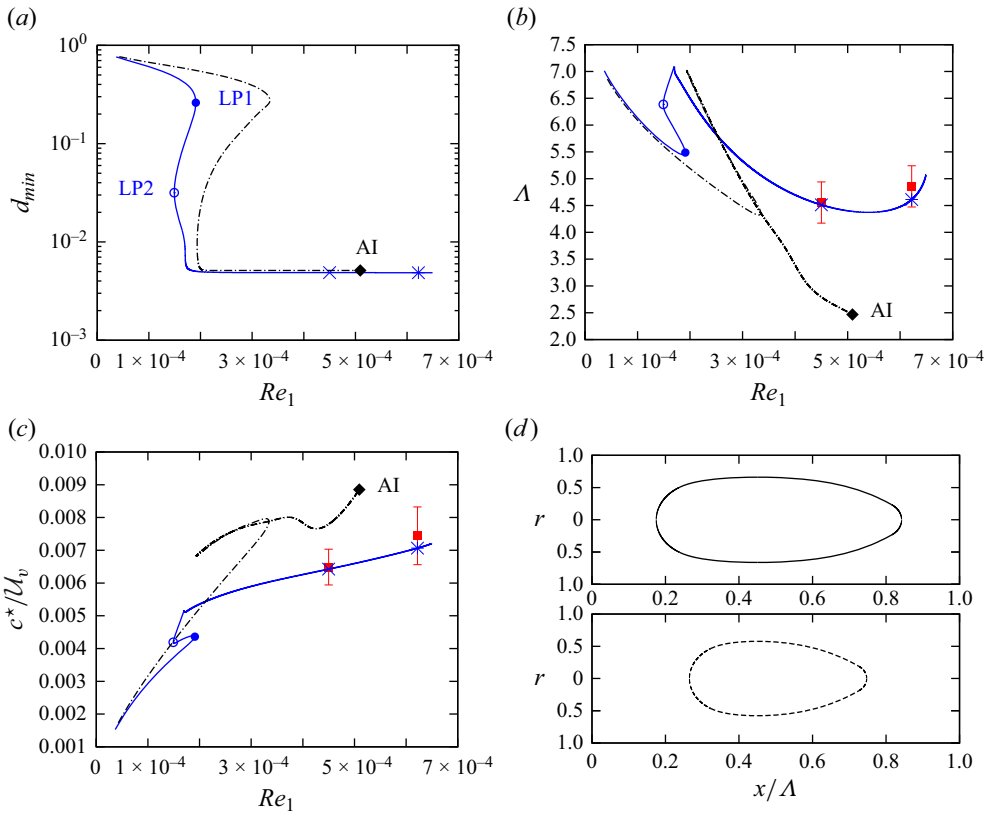 (a)
10⁰
10⁻¹
10⁻²
10⁻³
d_min
LP1
LP2
AI
0 1 × 10⁻⁴ 3 × 10⁻⁴ 5 × 10⁻⁴ 7 × 10⁻⁴
Re₁
(b)
7.5
7.0
6.5
6.0
5.5
5.0
4.5
4.0
3.5
3.0
2.5
2.0
Λ
AI
0 1 × 10⁻⁴ 3 × 10⁻⁴ 5 × 10⁻⁴ 7 × 10⁻⁴
Re₁
(c)
0.010
0.009
0.008
0.007
0.006
0.005
0.004
0.003
0.002
0.001
c*/𝒰ᵥ
AI
0 1 × 10⁻⁴ 3 × 10⁻⁴ 5 × 10⁻⁴ 7 × 10⁻⁴
Re₁
(d)
1.0
0.5
0
0.5
1.0
r
0 0.2 0.4 0.6 0.8 1.0
1.0
0.5
0
0.5
1.0
r
0 0.2 0.4 0.6 0.8 1.0
x/Λ